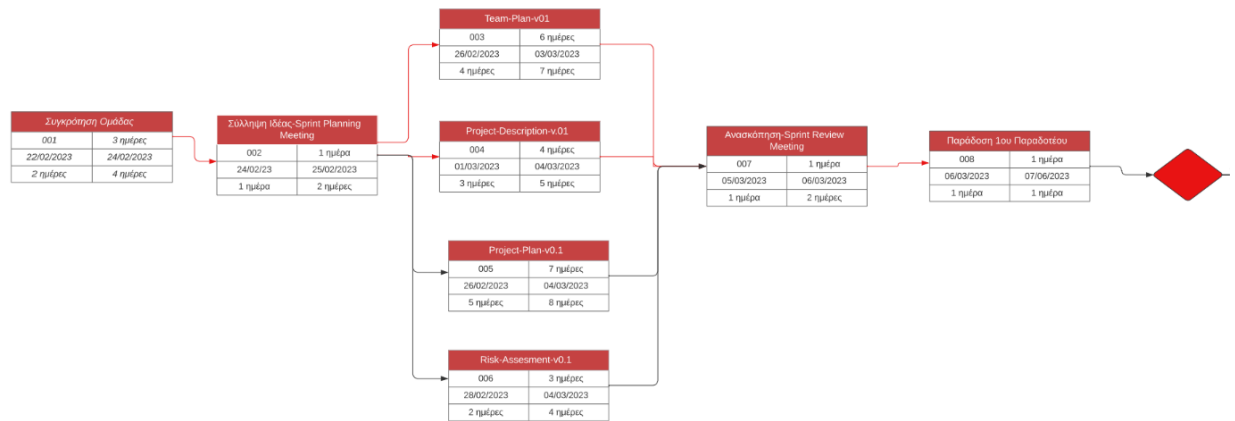 Συγκρότηση Ομάδας
001 3 ημέρες
22/02/2023 24/02/2023
2 ημέρες 4 ημέρες
Σύλληψη Ιδέας-Sprint Planning
Meeting
002 1 ημέρα
24/02/23 25/02/2023
1 ημέρα 2 ημέρες
Team-Plan-v01
003 6 ημέρες
26/02/2023 03/03/2023
4 ημέρες 7 ημέρες
Project-Description-v.01
004 4 ημέρες
01/03/2023 04/03/2023
3 ημέρες 5 ημέρες
Project-Plan-v0.1
005 7 ημέρες
26/02/2023 04/03/2023
5 ημέρες 8 ημέρες
Risk-Assesment-v0.1
006 3 ημέρες
28/02/2023 04/03/2023
2 ημέρες 4 ημέρες
Ανασκόπηση-Sprint Review
Meeting
007 1 ημέρα
05/03/2023 06/03/2023
1 ημέρα 2 ημέρες
Παράδοση 1ου Παραδοτέου
008 1 ημέρα
06/03/2023 07/06/2023
1 ημέρα 1 ημέρα